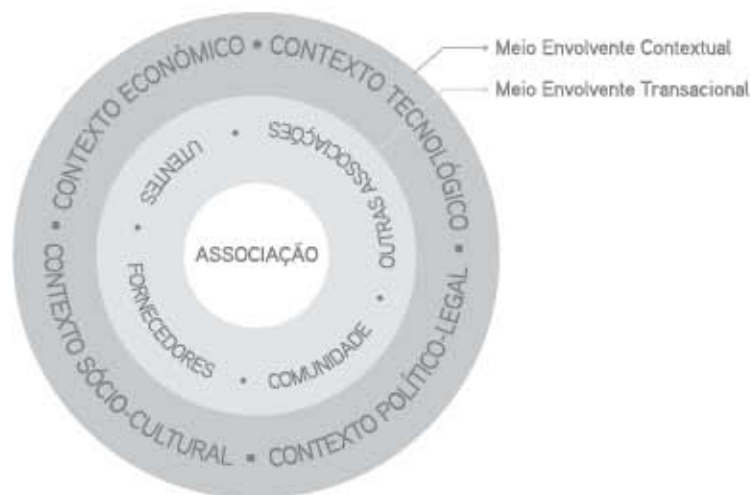 CONTEXTO ECONÓMICO • CONTEXTO TECNOLÓGICO • CONTEXTO POLÍTICO-LEGAL • CONTEXTO SÓCIO-CULTURAL •
Meio Envolvente Contextual
Meio Envolvente Transacional
UTENTES • OUTRAS ASSOCIAÇÕES • COMUNIDADE • FORNECEDORES •
ASSOCIAÇÃO